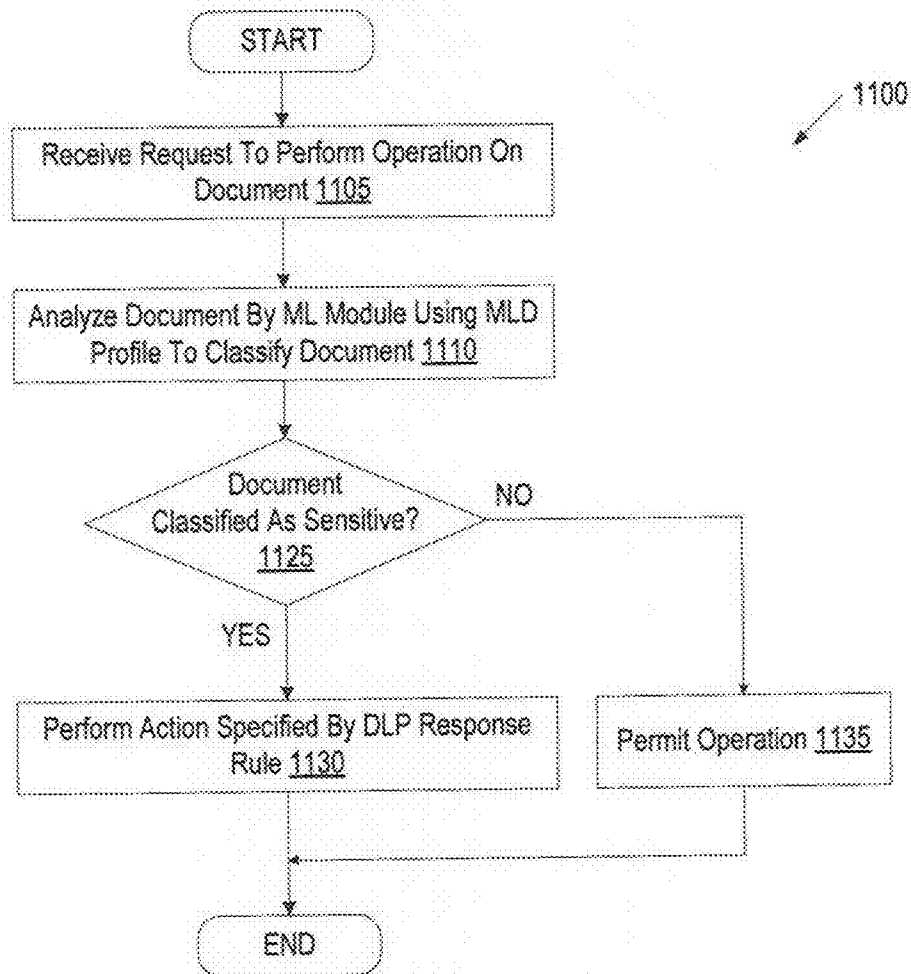 START
1100
Receive Request To Perform Operation On
Document 1105
Analyze Document By ML Module Using MLD
Profile To Classify Document 1110
Document
Classified As Sensitive?
1125
NO
YES
Perform Action Specified By DLP Response
Rule 1130
Permit Operation 1135
END